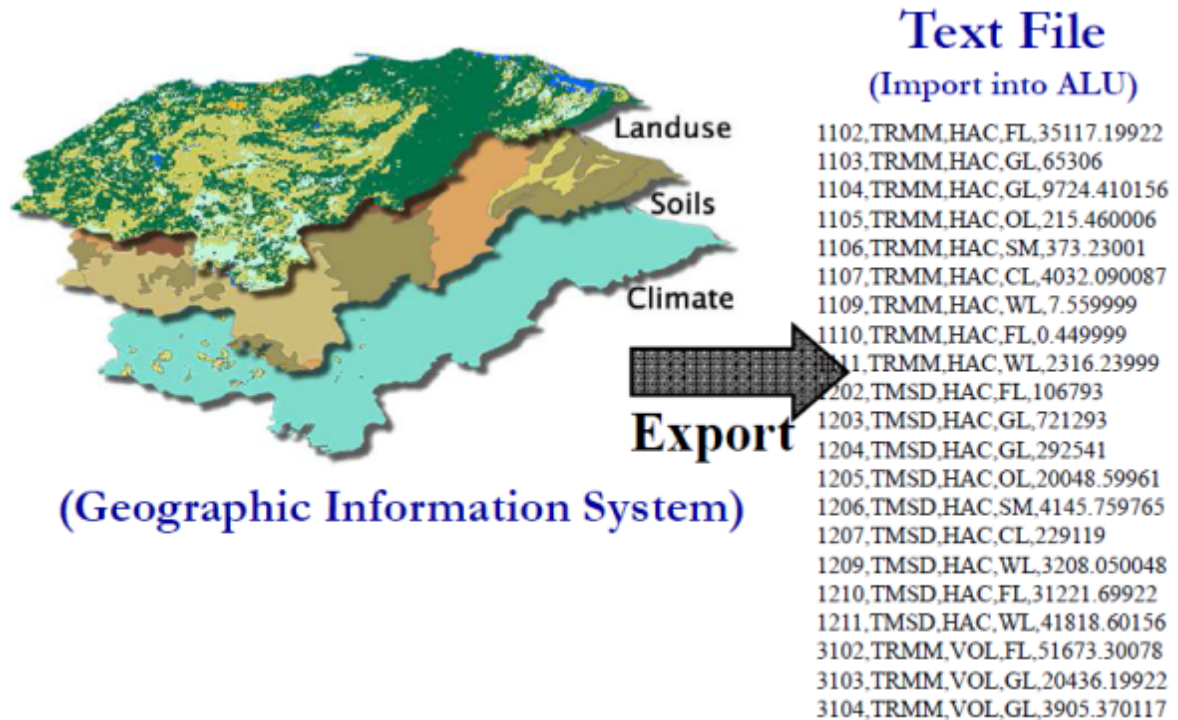 Text File
(Import into ALU)
Landuse
Soils
Climate
Export
(Geographic Information System)
1102,TRMM,HAC,FL,35117.19922
1103,TRMM,HAC,GL,65306
1104,TRMM,HAC,GL,9724.410156
1105,TRMM,HAC,OL,215.460006
1106,TRMM,HAC,SM,373.23001
1107,TRMM,HAC,CL,4032.090087
1109,TRMM,HAC,WL,7.559999
1110,TRMM,HAC,FL,0.449999
11,TRMM,HAC,WL,2316.23999
1202,TMSD,HAC,FL,106793
1203,TMSD,HAC,GL,721293
1204,TMSD,HAC,GL,292541
1205,TMSD,HAC,OL,20048.59961
1206,TMSD,HAC,SM,4145.759765
1207,TMSD,HAC,CL,229119
1209,TMSD,HAC,WL,3208.050048
1210,TMSD,HAC,FL,31221.69922
1211,TMSD,HAC,WL,41818.60156
3102,TRMM,VOL,FL,51673.30078
3103,TRMM,VOL,GL,20436.19922
3104,TRMM,VOL,GL,3905.370117